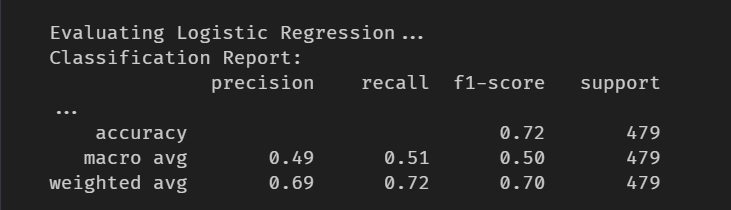 Evaluating Logistic Regression...
Classification Report:
precision recall f1-score support
...
accuracy 0.72 479
macro avg 0.49 0.51 0.50 479
weighted avg 0.69 0.72 0.70 479